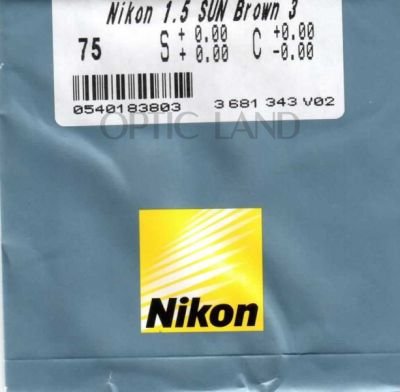 Nikon 1.5 SUN Brown 3
75 S + 0.00 C +0.00
+ 0.00 -0.00
0540183803 3 681 343 V02
OPTIC LAND
Nikon